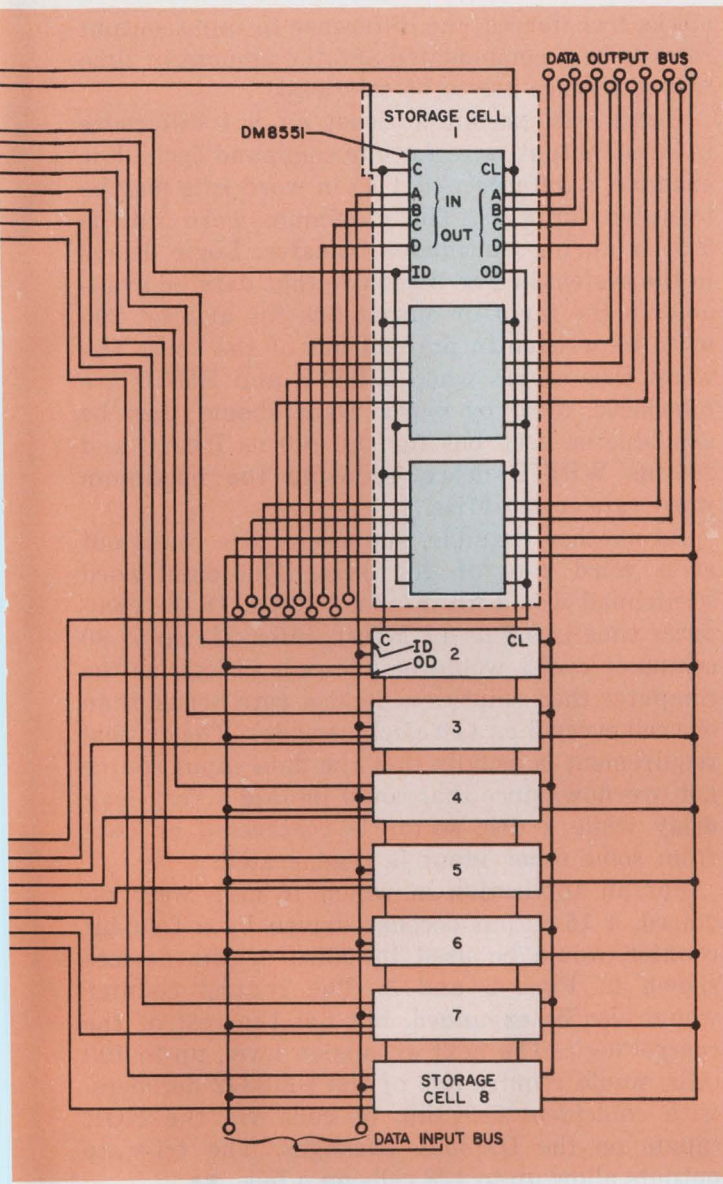 DATA OUTPUT BUS
STORAGE CELL
1
DM8551
C CL
A A
B IN B
C OUT C
D D
ID OD
C ID CL
OD 2
3
4
5
6
7
STORAGE
CELL 8
DATA INPUT BUS